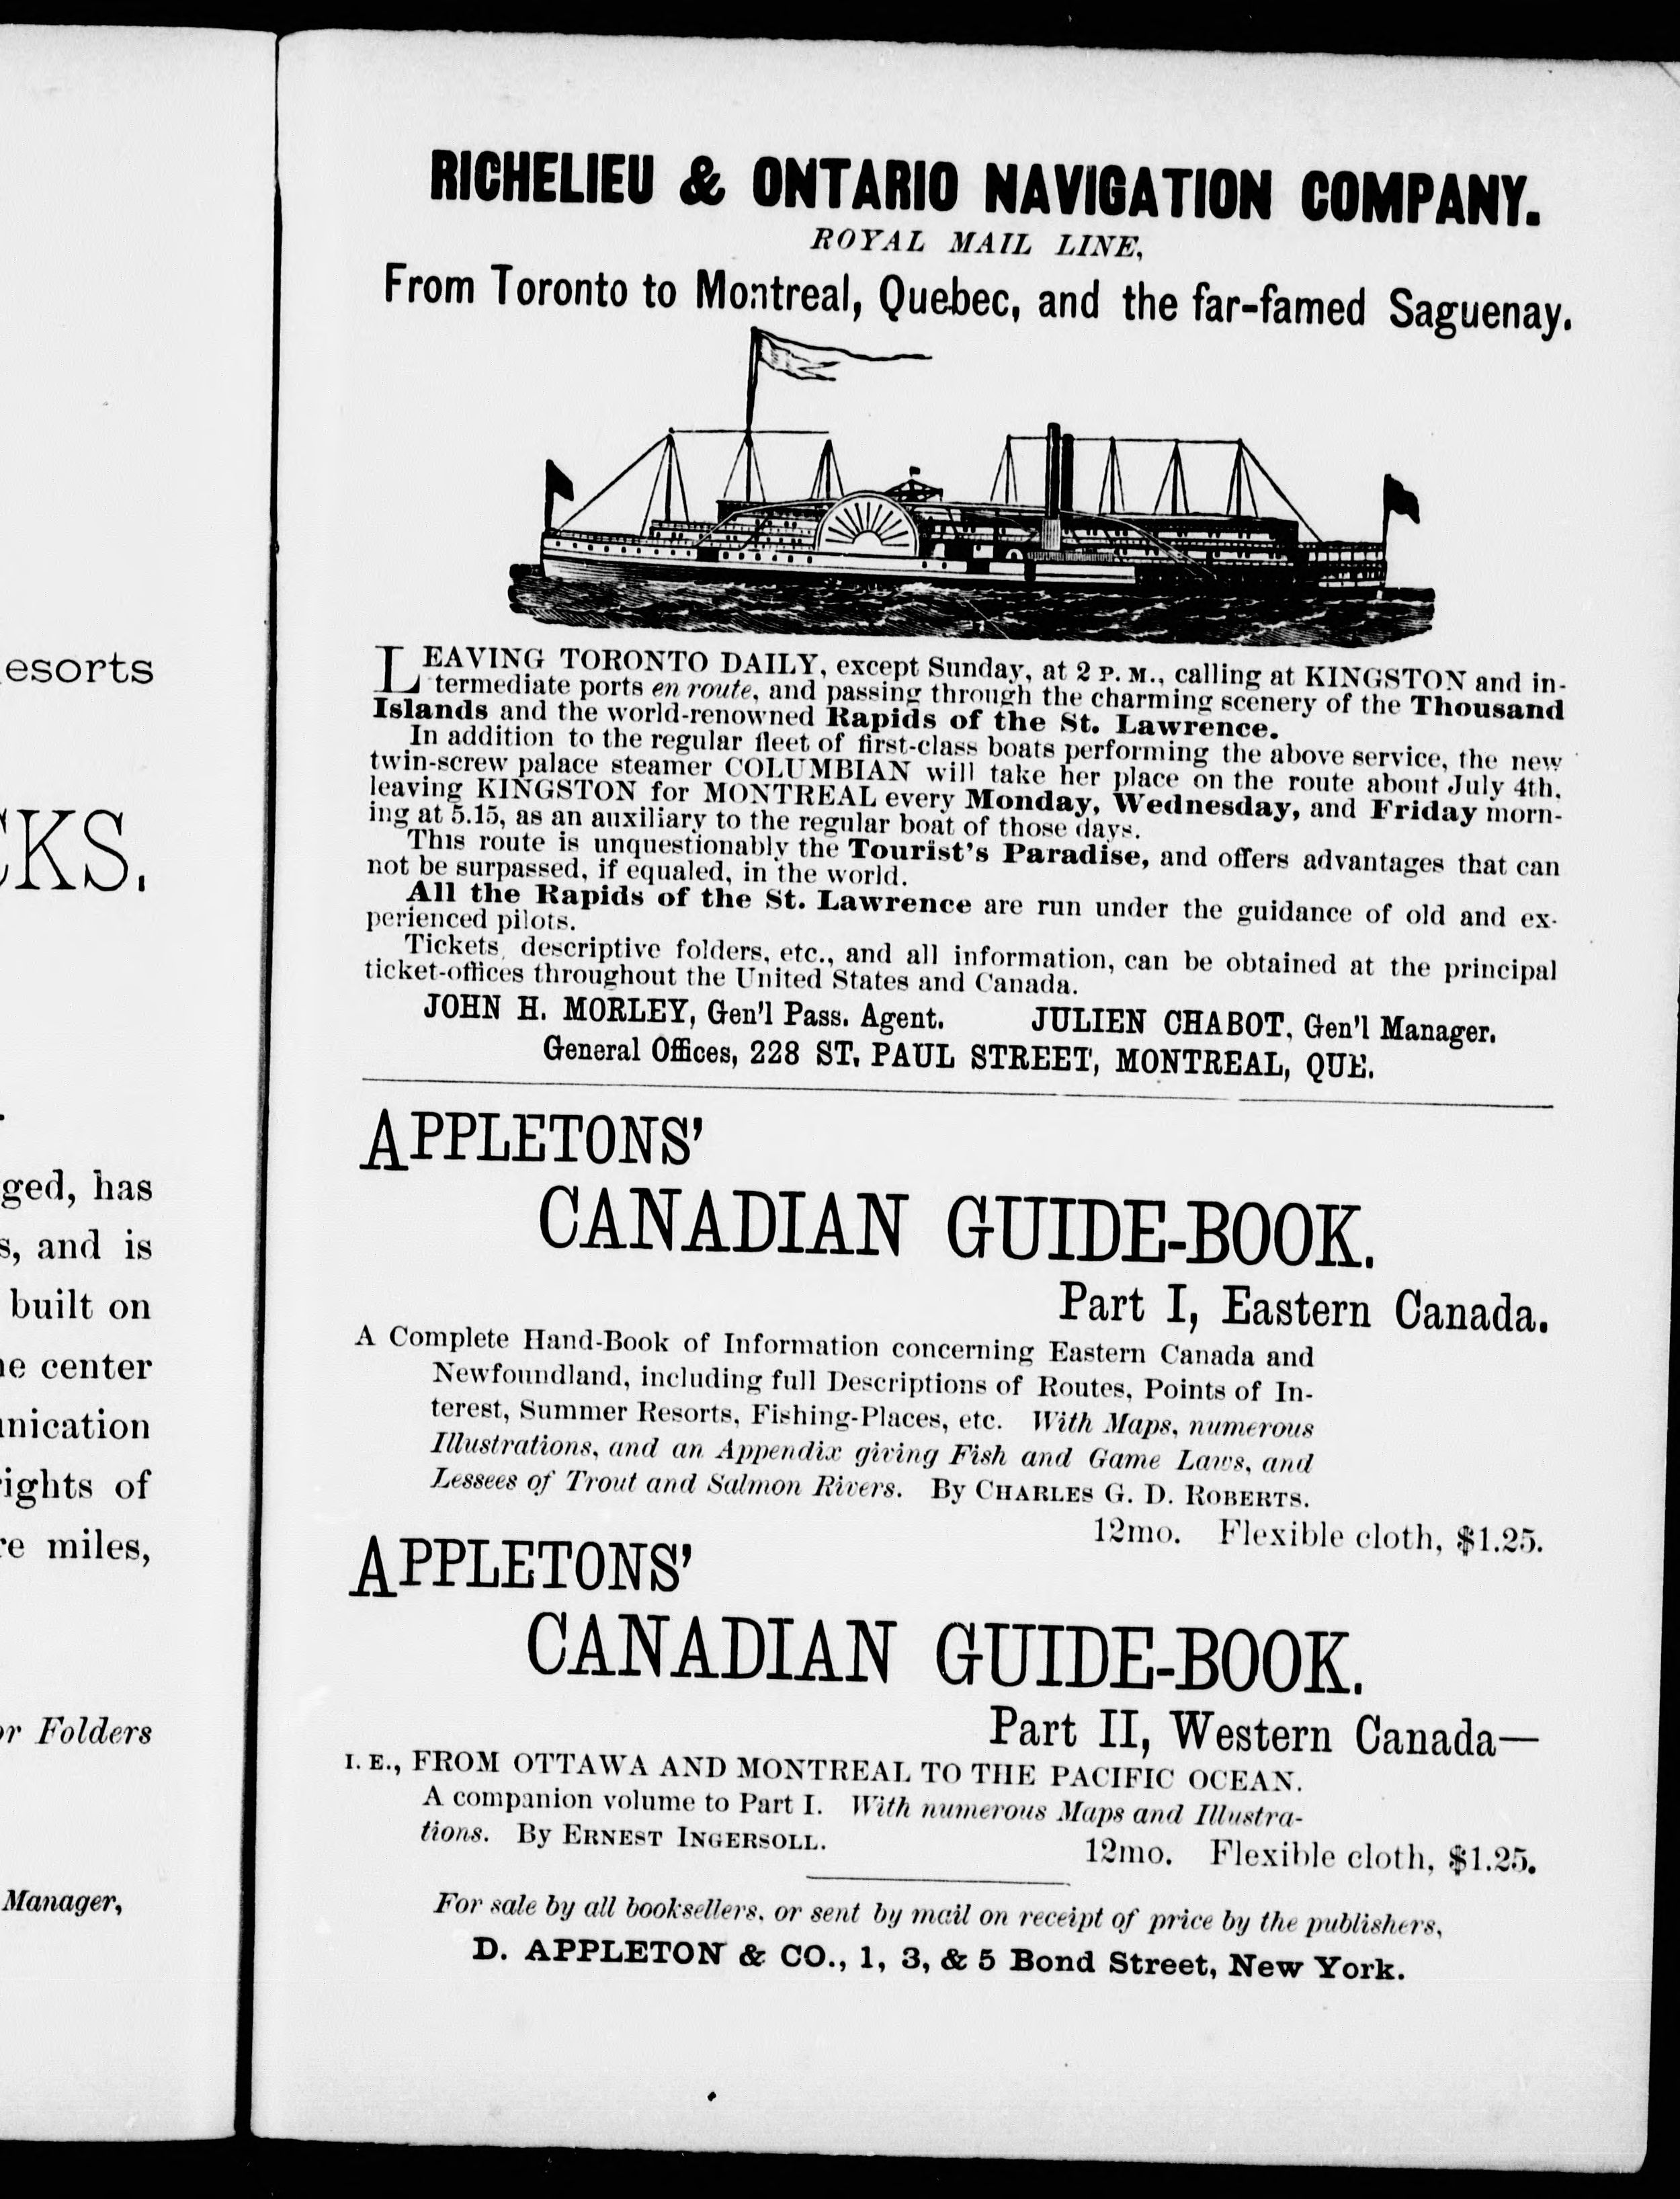 esorts
CKS.
ged, has
s, and is
built on
e center
unication
ights of
re miles,
or Folders
Manager,
RICHELIEU & ONTARIO NAVIGATION COMPANY.
ROYAL MAIL LINE,
From Toronto to Montreal, Quebec, and the far-famed Saguenay.
LEAVING TORONTO DAILY, except Sunday, at 2 P. M., calling at KINGSTON and in-
termediate ports en route, and passing through the charming scenery of the Thousand
Islands and the world-renowned Rapids of the St. Lawrence.
In addition to the regular fleet of first-class boats performing the above service, the new
twin-screw palace steamer COLUMBIAN will take her place on the route about July 4th,
leaving KINGSTON for MONTREAL every Monday, Wednesday, and Friday morn-
ing at 5.15, as an auxiliary to the regular boat of those days.
This route is unquestionably the Tourist's Paradise, and offers advantages that can
not be surpassed, if equaled, in the world.
All the Rapids of the St. Lawrence are run under the guidance of old and ex-
perienced pilots.
Tickets, descriptive folders, etc., and all information, can be obtained at the principal
ticket-offices throughout the United States and Canada.
JOHN H. MORLEY, Gen'l Pass. Agent. JULIEN CHABOT, Gen'l Manager.
General Offices, 228 ST. PAUL STREET, MONTREAL, QUE.
APPLETONS'
CANADIAN GUIDE-BOOK.
Part I, Eastern Canada.
A Complete Hand-Book of Information concerning Eastern Canada and
Newfoundland, including full Descriptions of Routes, Points of In-
terest, Summer Resorts, Fishing-Places, etc. With Maps, numerous
Illustrations, and an Appendix giving Fish and Game Laws, and
Lessees of Trout and Salmon Rivers. By CHARLES G. D. ROBERTS.
12mo. Flexible cloth, $1.25.
APPLETONS'
CANADIAN GUIDE-BOOK.
Part II, Western Canada—
I. E., FROM OTTAWA AND MONTREAL TO THE PACIFIC OCEAN.
A companion volume to Part I. With numerous Maps and Illustra-
tions. By ERNEST INGERSOLL. 12mo. Flexible cloth, $1.25.
For sale by all booksellers, or sent by mail on receipt of price by the publishers,
D. APPLETON & CO., 1, 3, & 5 Bond Street, New York.